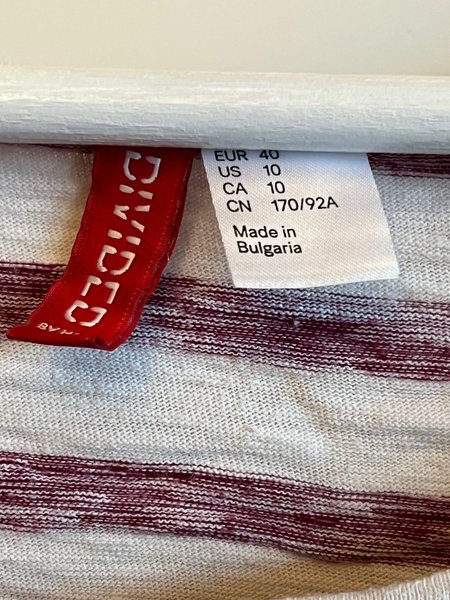 DIVIDED
EUR 40
US 10
CA 10
CN 170/92A
Made in
Bulgaria